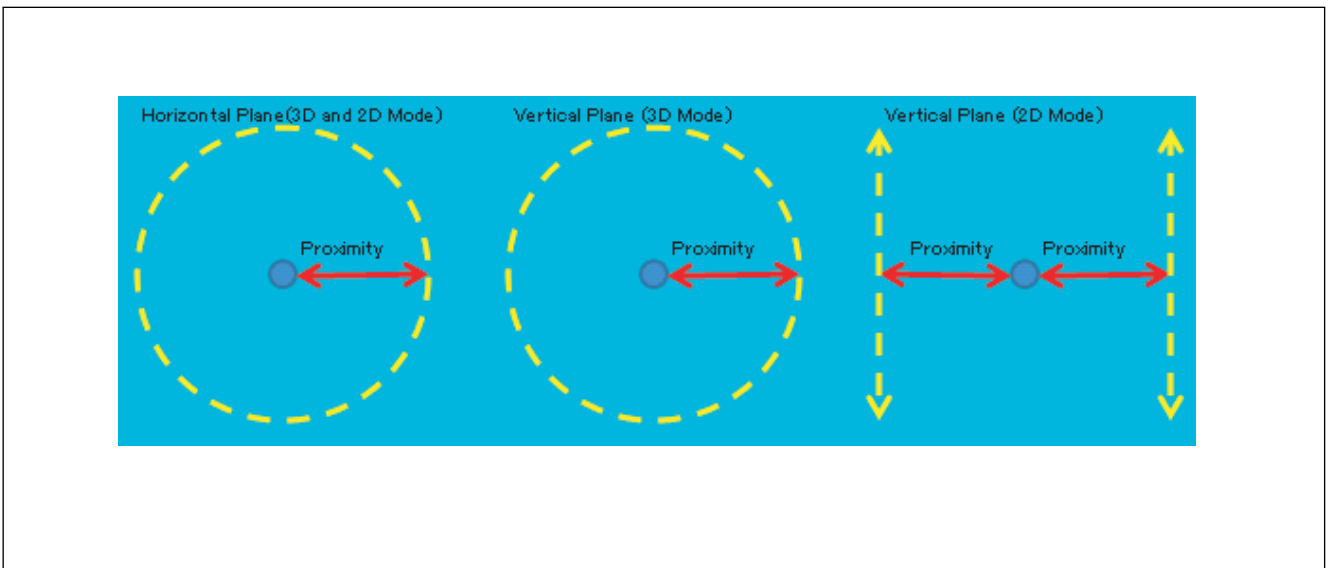 Horizontal Plane(3D and 2D Mode)
Vertical Plane (3D Mode)
Vertical Plane (2D Mode)
Proximity
Proximity
Proximity
Proximity